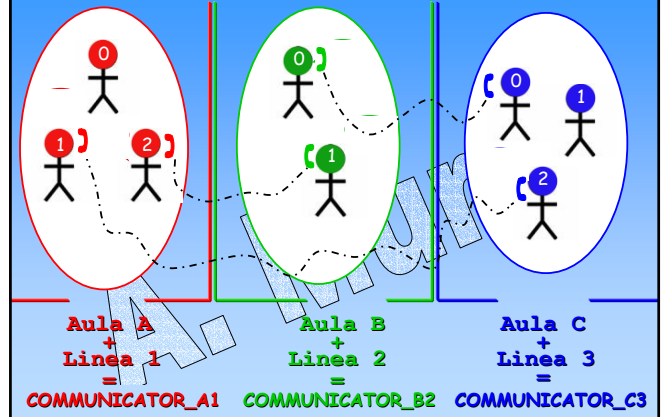 0
1 2
0
1
0
1
2
Aula A
+
Linea 1
=
COMMUNICATOR_A1
Aula B
+
Linea 2
=
COMMUNICATOR_B2
Aula C
+
Linea 3
=
COMMUNICATOR_C3